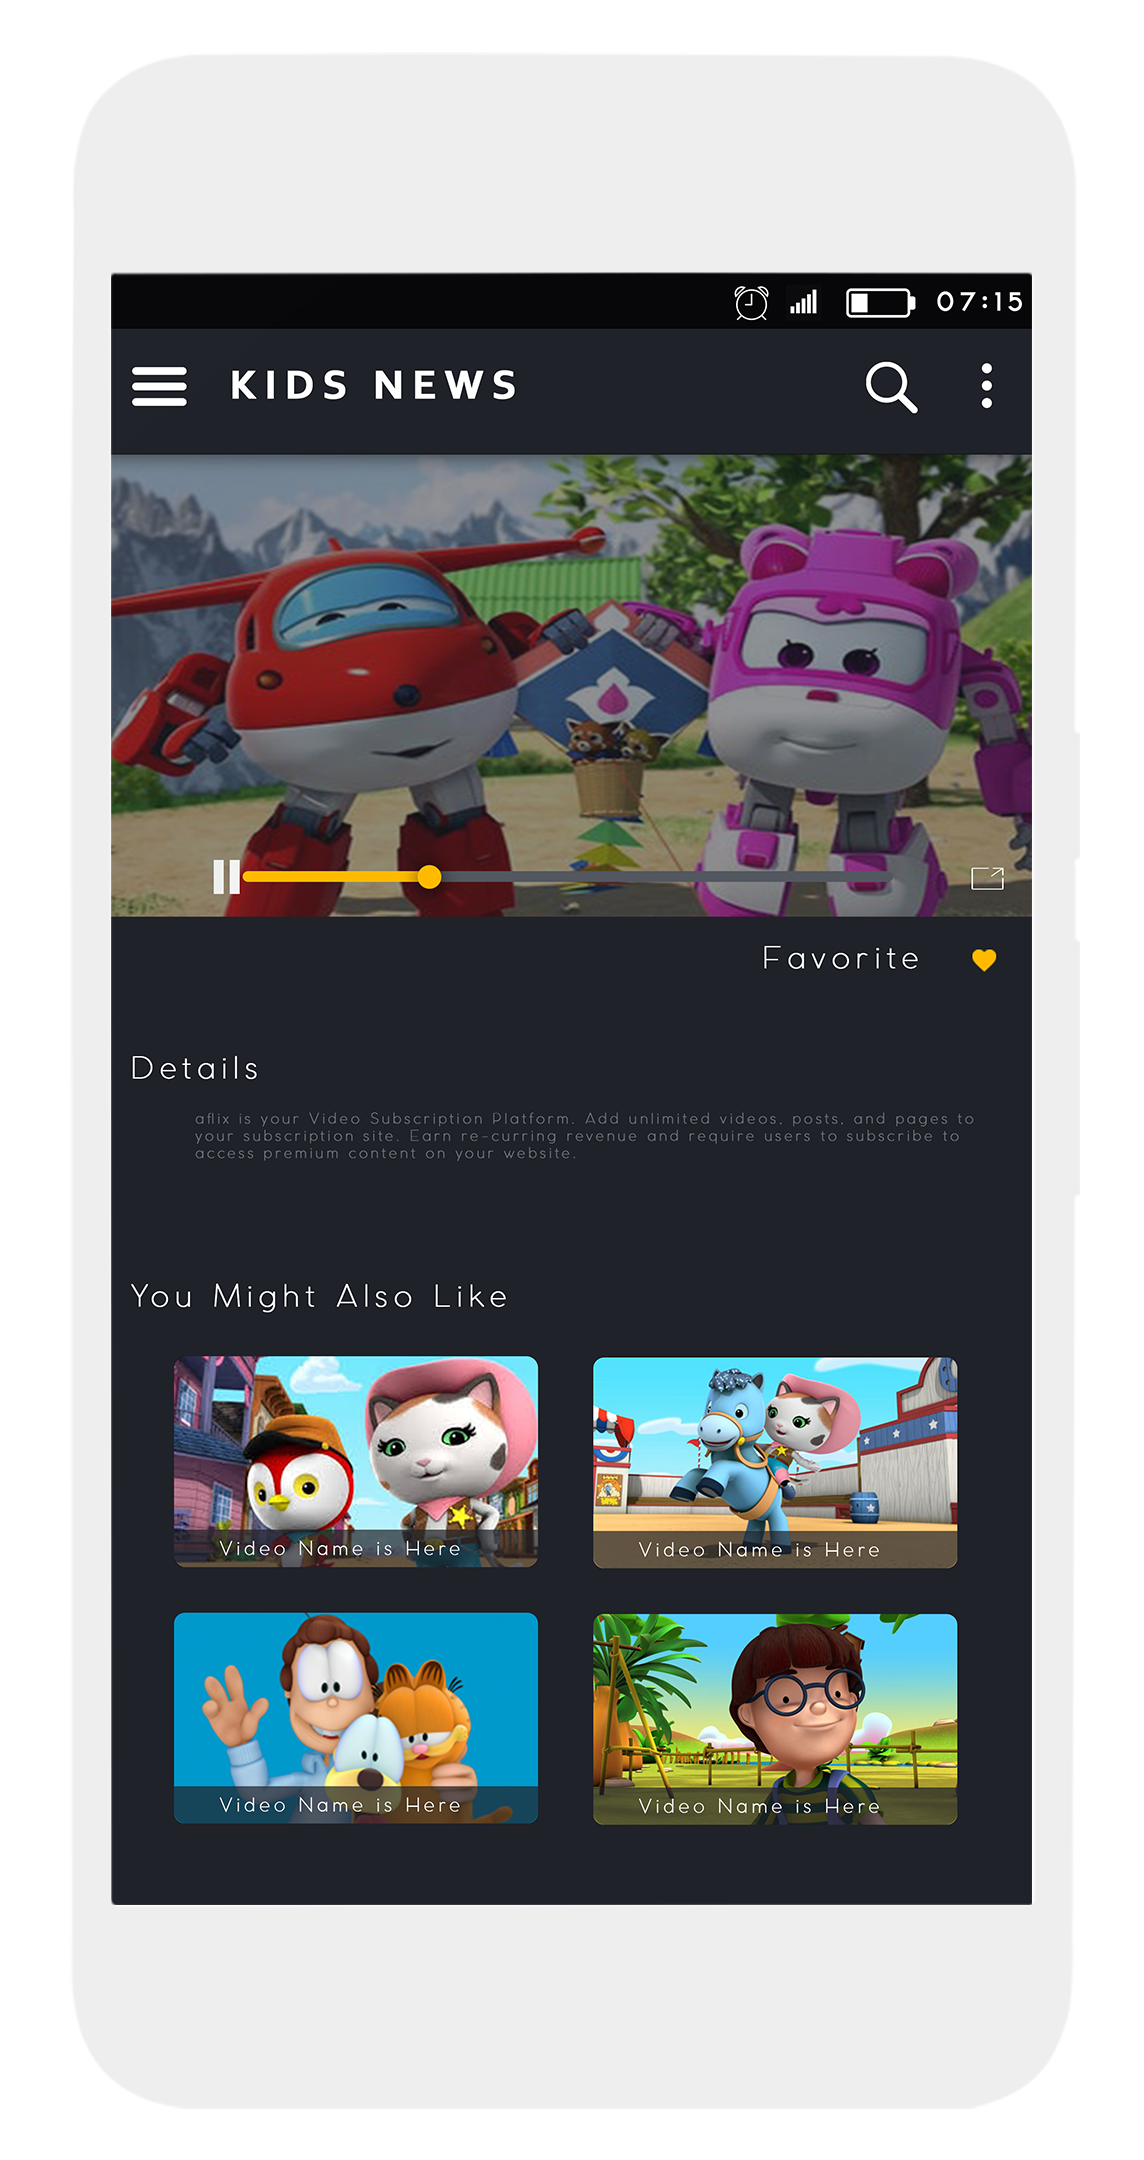 07:15
KIDS NEWS
Favorite
Details
aflix is your Video Subscription Platform. Add unlimited videos, posts, and pages to
your subscription site. Earn re-curring revenue and require users to subscribe to
access premium content on your website.
You Might Also Like
Video Name is Here
Video Name is Here
Video Name is Here
Video Name is Here